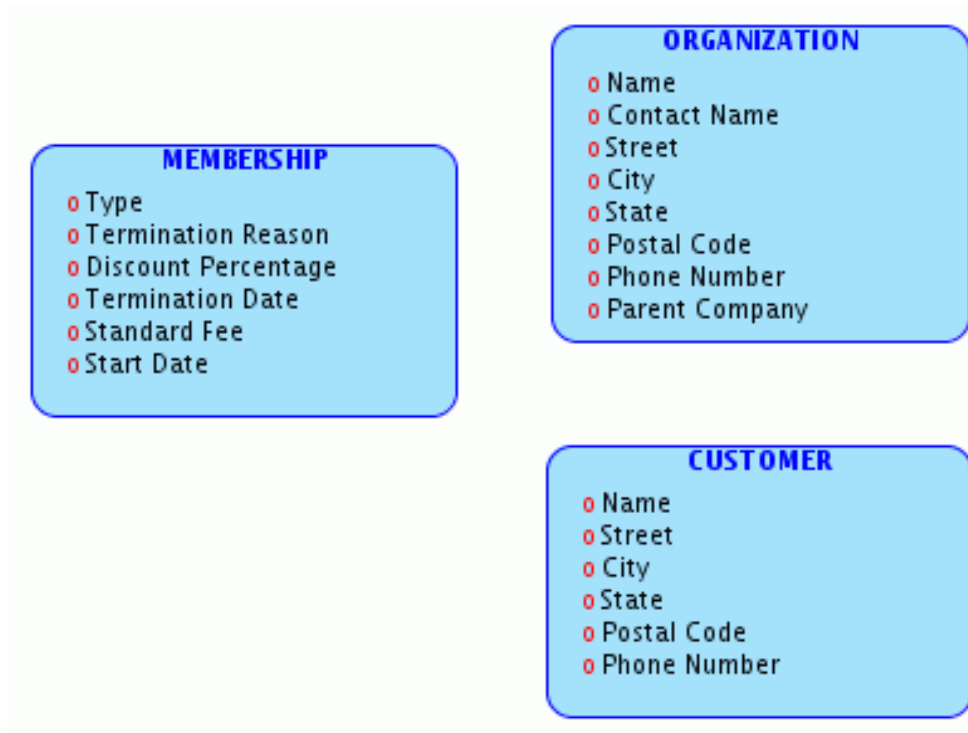 MEMBERSHIP
o Type
o Termination Reason
o Discount Percentage
o Termination Date
o Standard Fee
o Start Date
ORGANIZATION
o Name
o Contact Name
o Street
o City
o State
o Postal Code
o Phone Number
o Parent Company
CUSTOMER
o Name
o Street
o City
o State
o Postal Code
o Phone Number